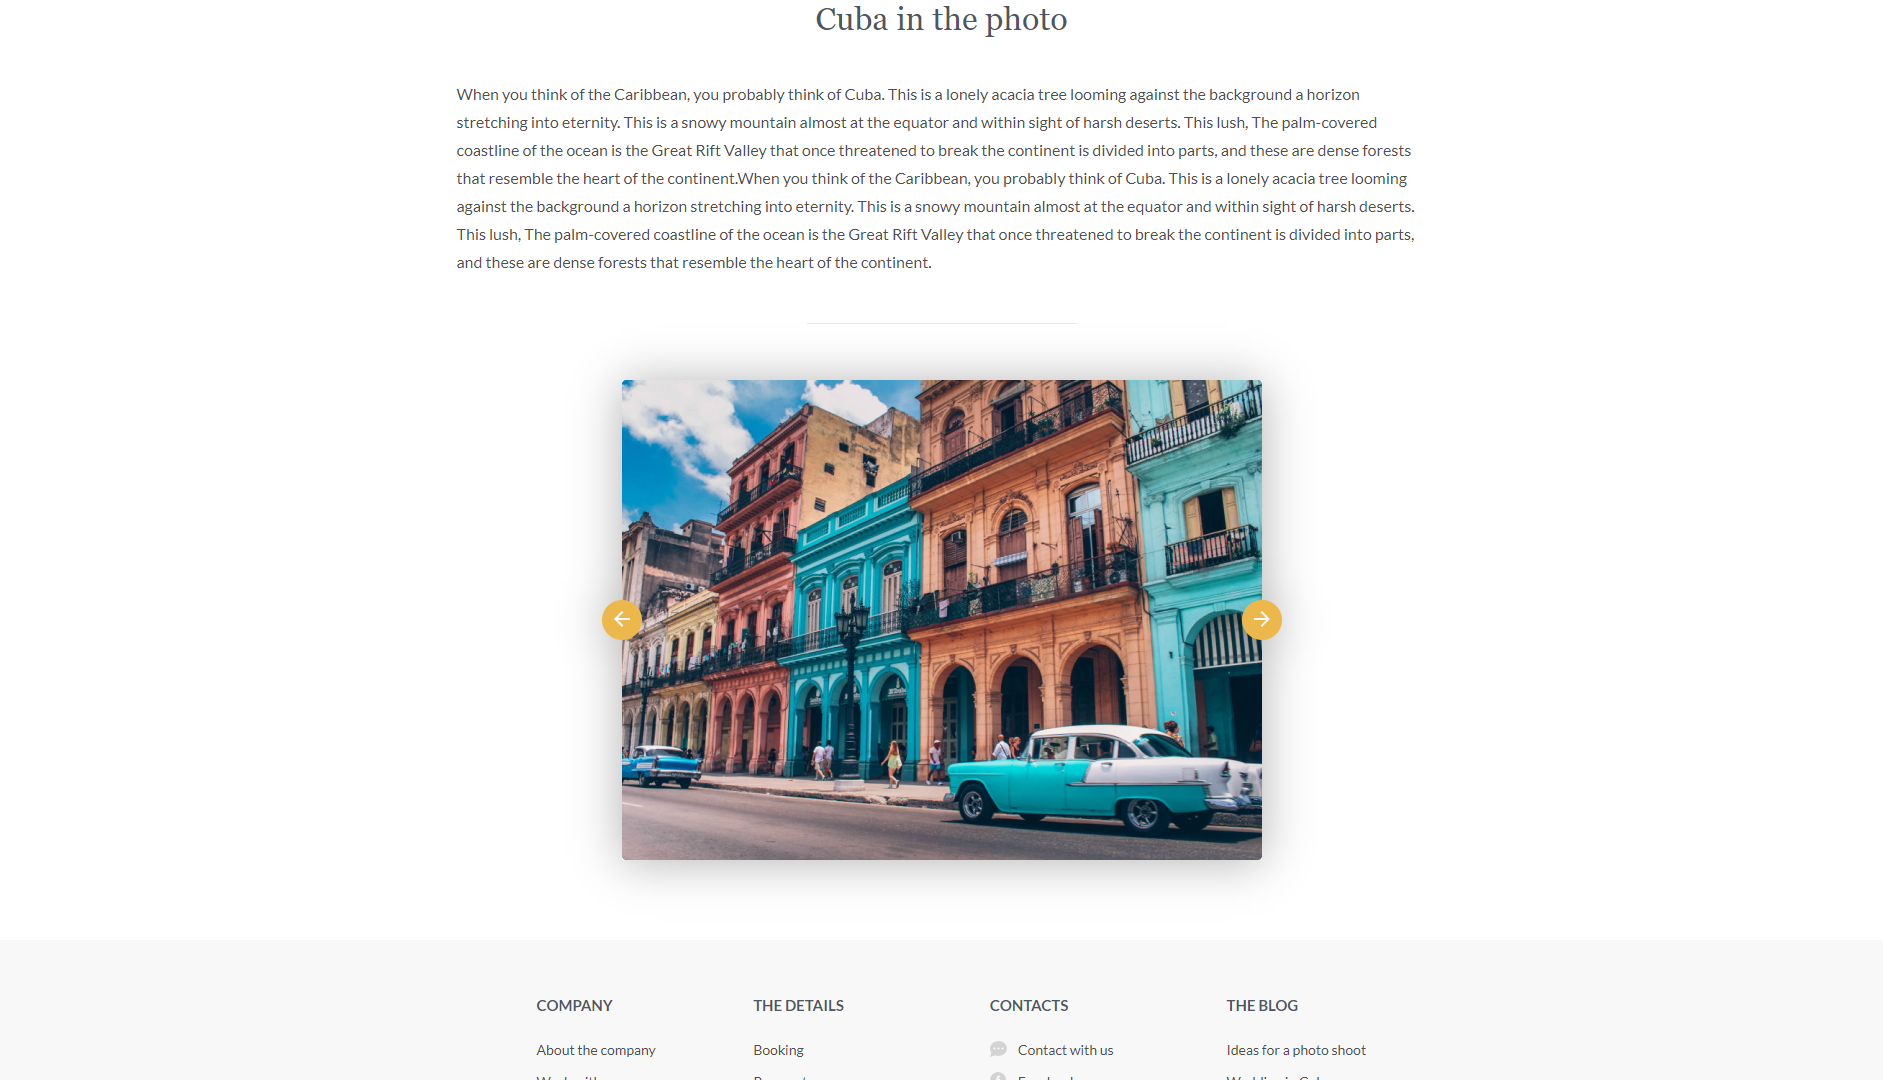 Cuba in the photo
When you think of the Caribbean, you probably think of Cuba. This is a lonely acacia tree looming against the background a horizon
stretching into eternity. This is a snowy mountain almost at the equator and within sight of harsh deserts. This lush, The palm-covered
coastline of the ocean is the Great Rift Valley that once threatened to break the continent is divided into parts, and these are dense forests
that resemble the heart of the continent.When you think of the Caribbean, you probably think of Cuba. This is a lonely acacia tree looming
against the background a horizon stretching into eternity. This is a snowy mountain almost at the equator and within sight of harsh deserts.
This lush, The palm-covered coastline of the ocean is the Great Rift Valley that once threatened to break the continent is divided into parts,
and these are dense forests that resemble the heart of the continent.
COMPANY
About the company
THE DETAILS
Booking
CONTACTS
Contact with us
THE BLOG
Ideas for a photo shoot